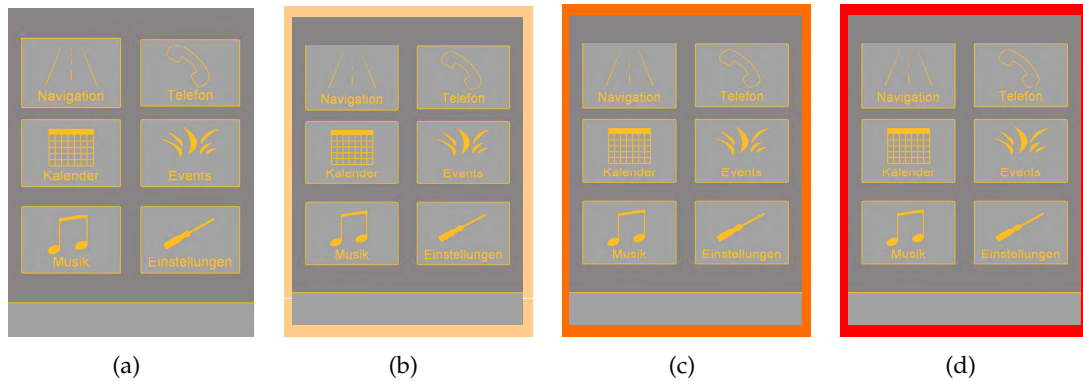 Navigation Telefon
Kalender Events
Musik Einstellungen
Navigation Telefon
Kalender Events
Musik Einstellungen
Navigation Telefon
Kalender Events
Musik Einstellungen
Navigation Telefon
Kalender Events
Musik Einstellungen
(a) (b) (c) (d)